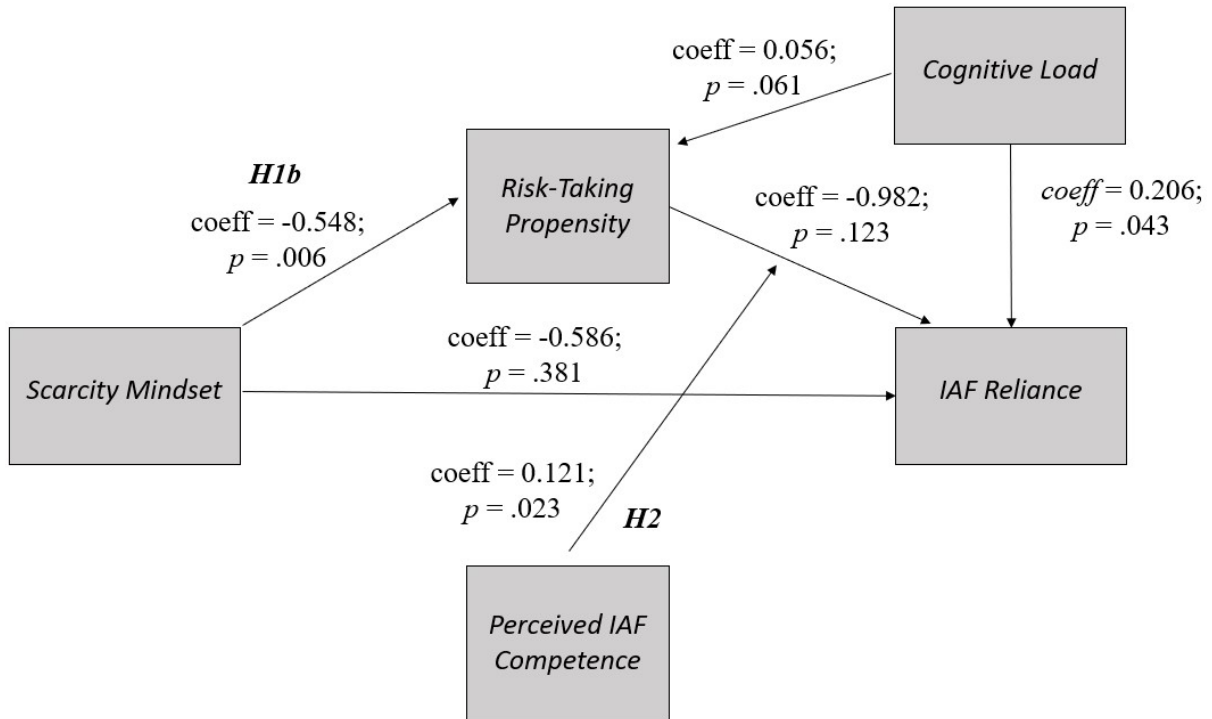 coeff = 0.056;
p = .061
Cognitive Load
H1b
coeff = -0.548;
p = .006
Risk-Taking
Propensity
coeff = -0.982;
p = .123
coeff = 0.206;
p = .043
Scarcity Mindset
coeff = -0.586;
p = .381
IAF Reliance
coeff = 0.121;
p = .023
H2
Perceived IAF
Competence